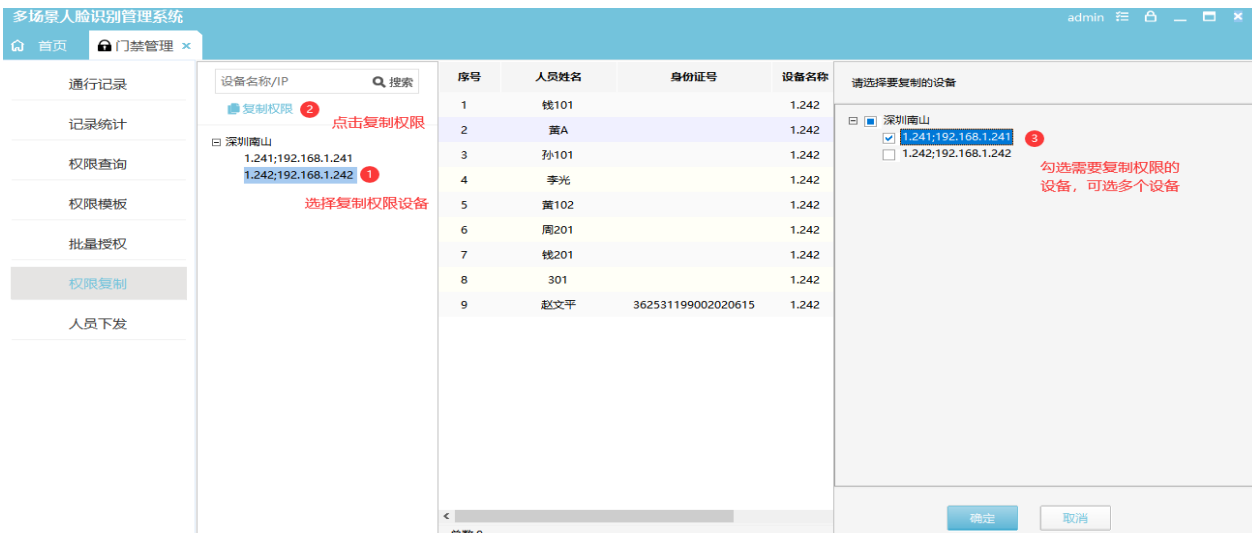 多场景人脸识别管理系统
admin
首页
门禁管理 ×
通行记录
记录统计
权限查询
权限模板
批量授权
权限复制
人员下发
设备名称/IP
搜索
复制权限 2
点击复制权限
深圳南山
1.241;192.168.1.241
1.242;192.168.1.242 1
选择复制权限设备
序号 人员姓名 身份证号 设备名称
1 钱101 1.242
2 黄A 1.242
3 孙101 1.242
4 李光 1.242
5 黄102 1.242
6 周201 1.242
7 钱201 1.242
8 301 1.242
9 赵文平 362531199002020615 1.242
请选择要复制的设备
深圳南山
1.241;192.168.1.241 3
1.242;192.168.1.242
勾选需要复制权限的
设备，可选多个设备
确定
取消